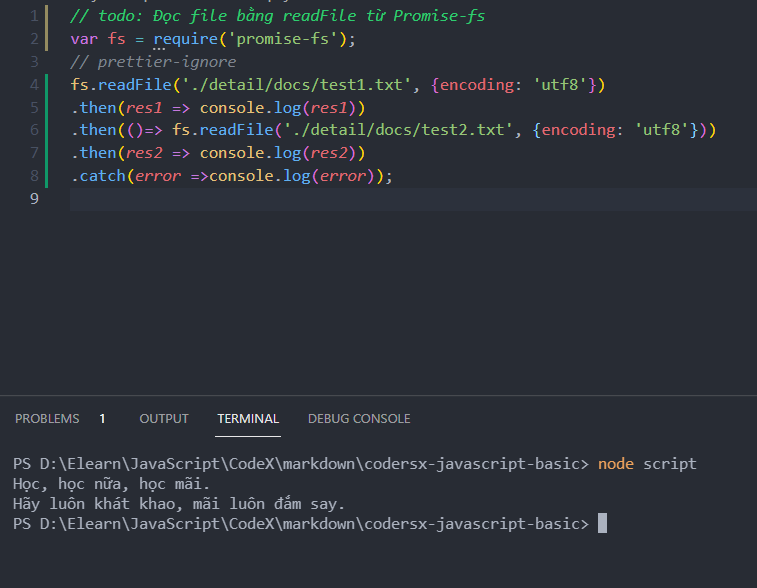 1 // todo: Đọc file bằng readFile từ Promise-fs
2 var fs = require('promise-fs');
3 // prettier-ignore
4 fs.readFile('./detail/docs/test1.txt', {encoding: 'utf8'})
5 .then(res1 => console.log(res1))
6 .then(()=> fs.readFile('./detail/docs/test2.txt', {encoding: 'utf8'}))
7 .then(res2 => console.log(res2))
8 .catch(error =>console.log(error));
9
PROBLEMS 1 OUTPUT TERMINAL DEBUG CONSOLE
PS D:\Elearn\JavaScript\CodeX\markdown\codersx-javascript-basic> node script
Học, học nữa, học mãi.
Hãy luôn khát khao, mãi luôn đắm say.
PS D:\Elearn\JavaScript\CodeX\markdown\codersx-javascript-basic>